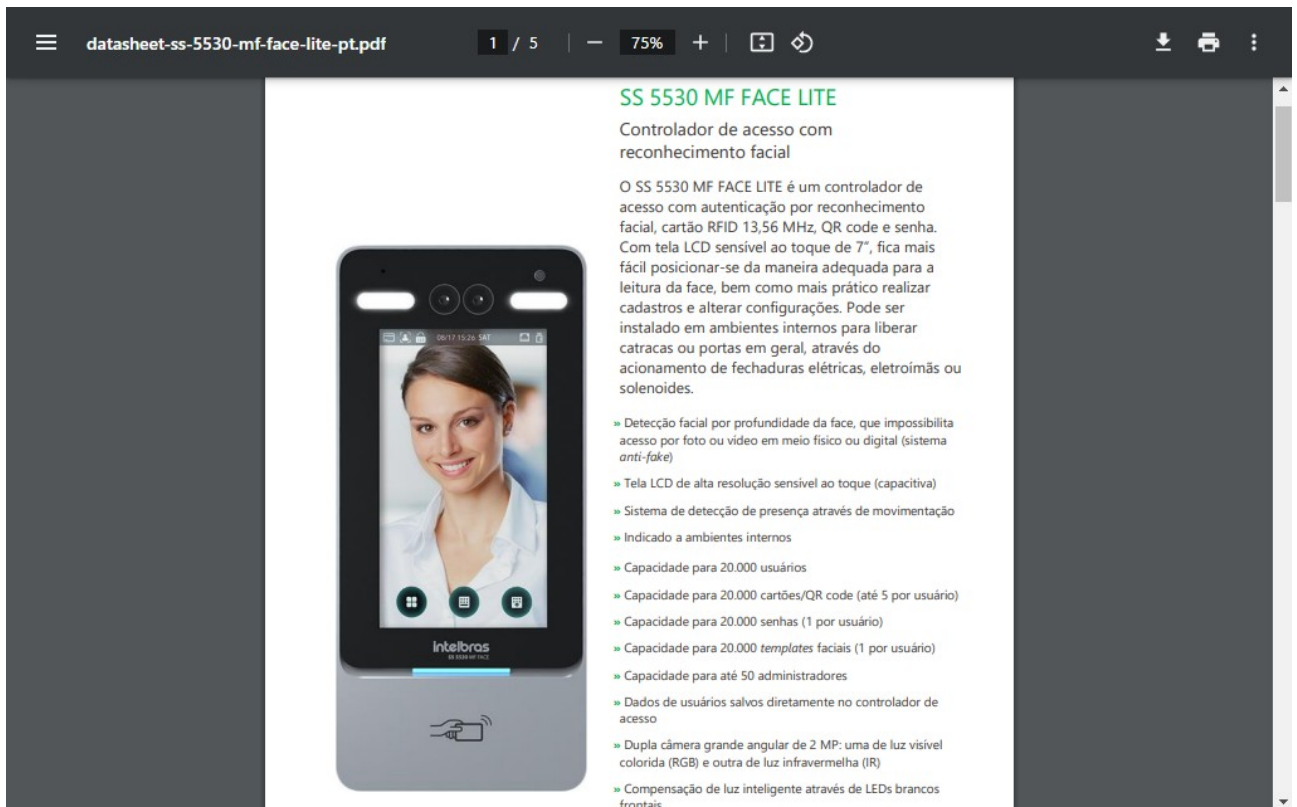 datasheet-ss-5530-mf-face-lite-pt.pdf
1 / 5
75%
SS 5530 MF FACE LITE
Controlador de acesso com
reconhecimento facial
O SS 5530 MF FACE LITE é um controlador de
acesso com autenticação por reconhecimento
facial, cartão RFID 13,56 MHz, QR code e senha.
Com tela LCD sensível ao toque de 7", fica mais
fácil posicionar-se da maneira adequada para a
leitura da face, bem como mais prático realizar
cadastros e alterar configurações. Pode ser
instalado em ambientes internos para liberar
catracas ou portas em geral, através do
acionamento de fechaduras elétricas, eletroímãs ou
solenoides.
» Detecção facial por profundidade da face, que impossibilita
acesso por foto ou vídeo em meio físico ou digital (sistema
anti-fake)
» Tela LCD de alta resolução sensível ao toque (capacitiva)
» Sistema de detecção de presença através de movimentação
» Indicado a ambientes internos
» Capacidade para 20.000 usuários
» Capacidade para 20.000 cartões/QR code (até 5 por usuário)
» Capacidade para 20.000 senhas (1 por usuário)
» Capacidade para 20.000 templates faciais (1 por usuário)
» Capacidade para até 50 administradores
» Dados de usuários salvos diretamente no controlador de
acesso
» Dupla câmera grande angular de 2 MP: uma de luz visível
colorida (RGB) e outra de luz infravermelha (IR)
» Compensação de luz inteligente através de LEDs brancos
frontais
06/17 15:26 SAT
intelbras
SS 5530 MF FACE